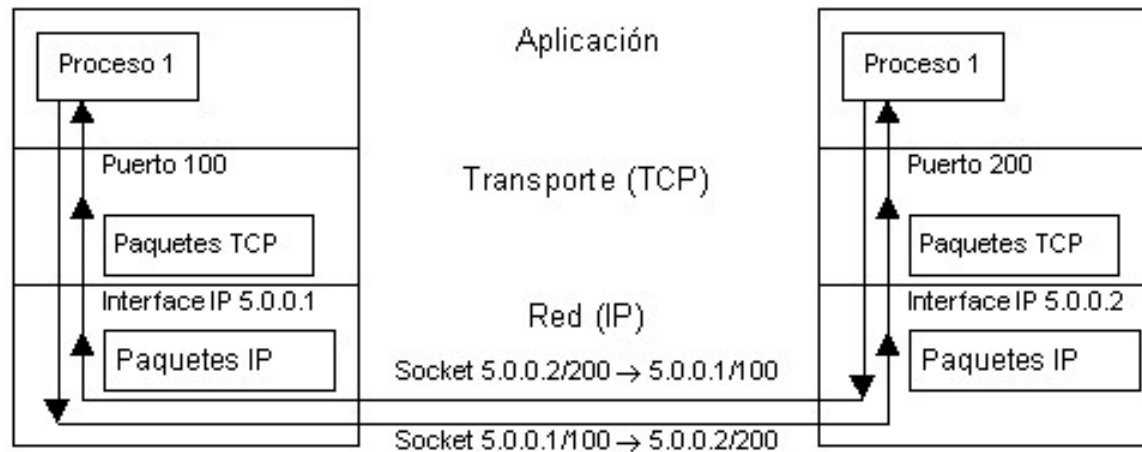 Aplicación
Proceso 1
Proceso 1
Puerto 100
Transporte (TCP)
Puerto 200
Paquetes TCP
Paquetes TCP
Interface IP 5.0.0.1
Red (IP)
Interface IP 5.0.0.2
Paquetes IP
Paquetes IP
Socket 5.0.0.2/200 → 5.0.0.1/100
Socket 5.0.0.1/100 → 5.0.0.2/200